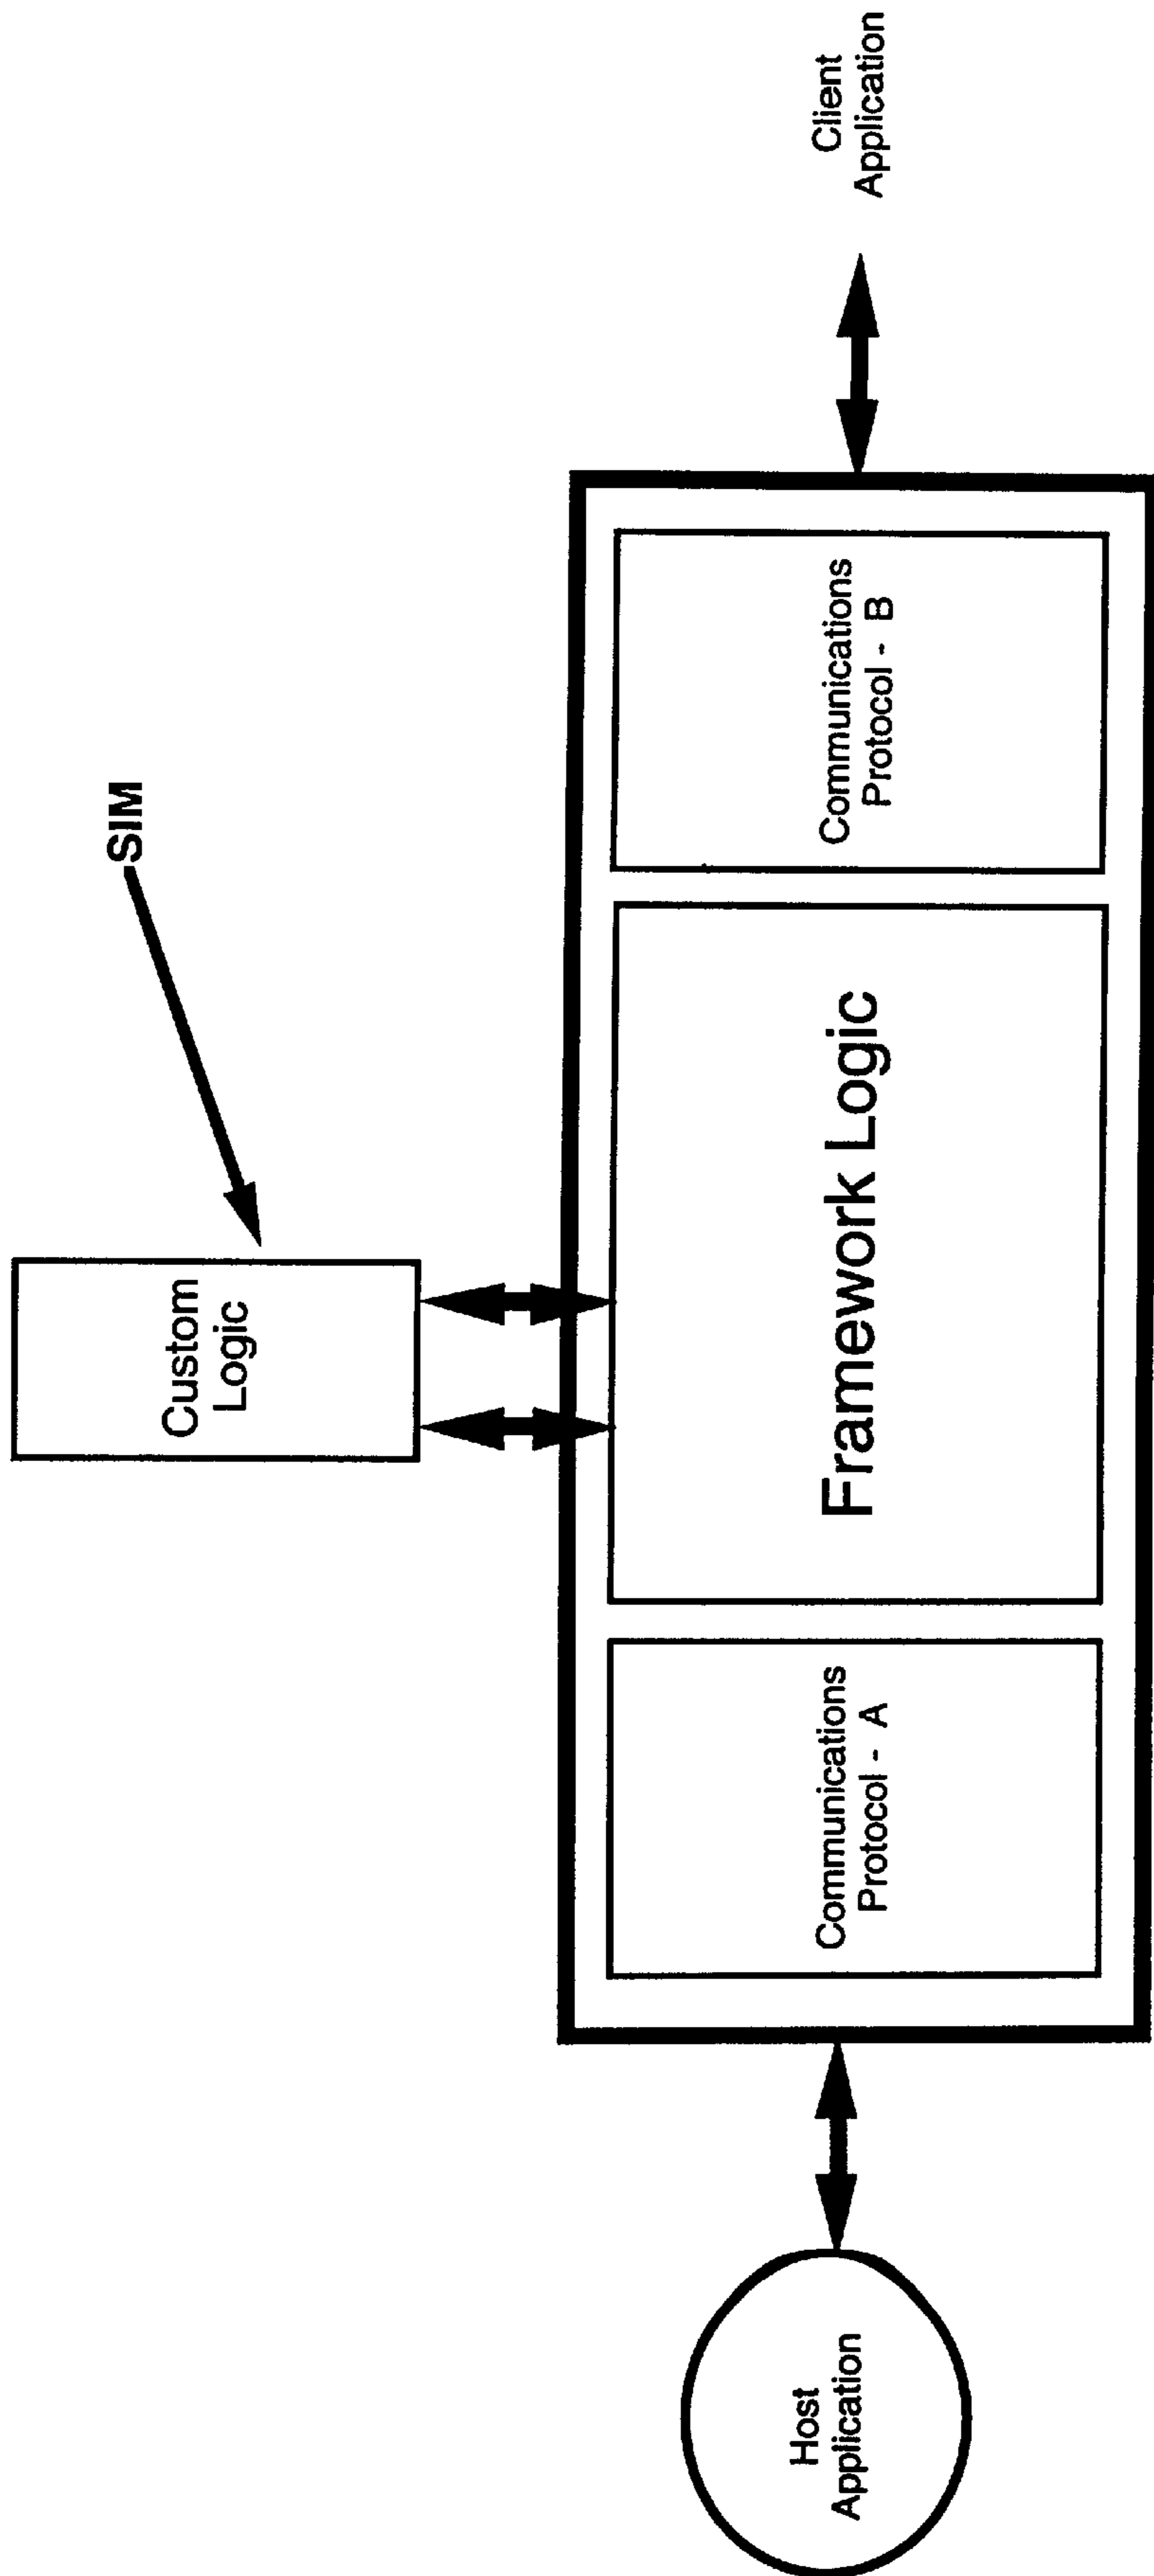 SIM
Custom
Logic
Host
Application
Communications
Protocol - A
Framework Logic
Communications
Protocol - B
Client
Application